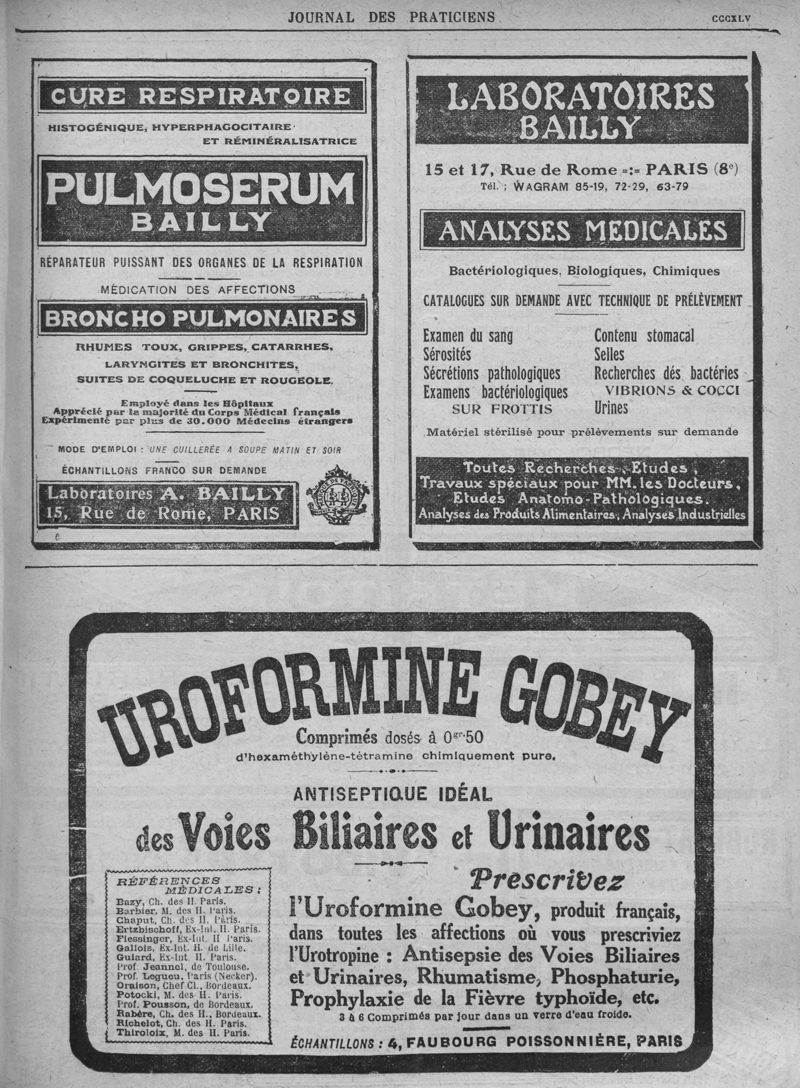 JOURNAL DES PRATICIENS
CCCXLV
CURE RESPIRATOIRE
HISTOGÉNIQUE, HYPERPHAGOCITAIRE
ET RÉMINÉRALISATRICE
PULMOSERUM
BAILLY
RÉPARATEUR PUISSANT DES ORGANES DE LA RESPIRATION
MÉDICATION DES AFFECTIONS
BRONCHO PULMONAIRES
RHUMES TOUX, GRIPPES, CATARRHES,
LARYNGITES ET BRONCHITES,
SUITES DE COQUELUCHE ET ROUGEOLE.
Employé dans les Hôpitaux
Apprécié par la majorité du Corps Médical français
Expérimenté par plus de 30.000 Médecins étrangers
MODE D'EMPLOI : UNE CUILLERÉE A SOUPE MATIN ET SOIR
ÉCHANTILLONS FRANCO SUR DEMANDE
Laboratoires A. BAILLY
15, Rue de Rome, PARIS
LABORATOIRES
BAILLY
15 et 17, Rue de Rome -:- PARIS (8e)
Tél. : WAGRAM 85-19, 72-29, 63-79
ANALYSES MEDICALES
Bactériologiques, Biologiques, Chimiques
CATALOGUES SUR DEMANDE AVEC TECHNIQUE DE PRÉLÈVEMENT
Examen du sang
Sérosités
Sécrétions pathologiques
Examens bactériologiques
SUR FROTTIS
Contenu stomacal
Selles
Recherches dés bactéries
VIBRIONS & COCCI
Urines
Matériel stérilisé pour prélèvements sur demande
Toutes Recherches, Etudes,
Travaux spéciaux pour MM. les Docteurs,
Etudes Anatomo-Pathologiques.
Analyses des Produits Alimentaires, Analyses Industrielles
UROFORMINE GOBEY
Comprimés dosés à 0gr.50
d'hexaméthylène-tétramine chimiquement pure.
ANTISEPTIQUE IDÉAL
des Voies Biliaires et Urinaires
RÉFÉRENCES
MÉDICALES :
Bazy, Ch. des H. Paris.
Barbier, M. des H. Paris.
Chaput, Ch. des H. Paris.
Ertzbischoff, Ex-Int. H. Paris.
Fiessinger, Ex-Int. H Paris.
Gallois, Ex-Int. H. de Lille.
Guiard, Ex-Int. H. Paris.
Prof. Jeannel, de Toulouse.
Prof. Legueu, Paris (Necker).
Oraison, Chef Cl., Bordeaux.
Potocki, M. des H. Paris.
Prof. Pousson, de Bordeaux.
Rabère, Ch. des H., Bordeaux.
Richelot, Ch. des H. Paris.
Thiroloix, M. des H. Paris.
Prescrivez
l'Uroformine Gobey, produit français,
dans toutes les affections où vous prescriviez
l'Urotropine : Antisepsie des Voies Biliaires
et Urinaires, Rhumatisme, Phosphaturie,
Prophylaxie de la Fièvre typhoïde, etc.
3 à 6 Comprimés par jour dans un verre d'eau froide.
ÉCHANTILLONS : 4, FAUBOURG POISSONNIÈRE, PARIS